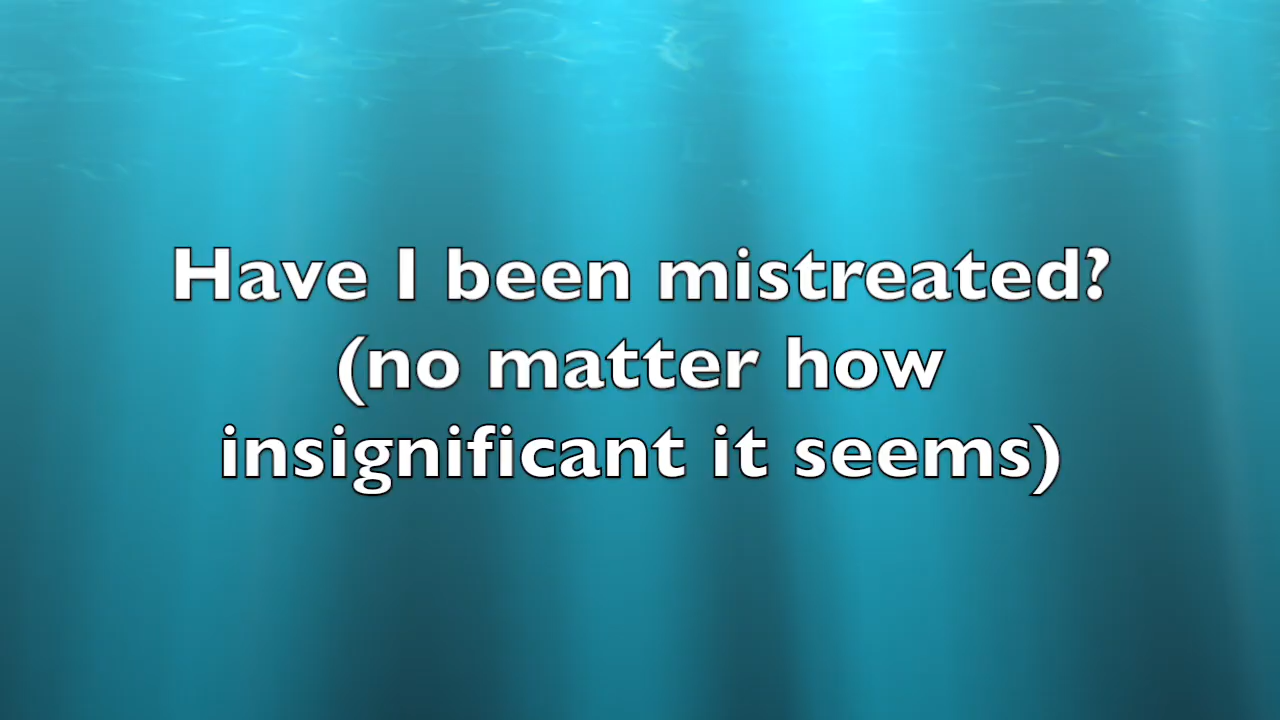 Have I been mistreated?
(no matter how
insignificant it seems)